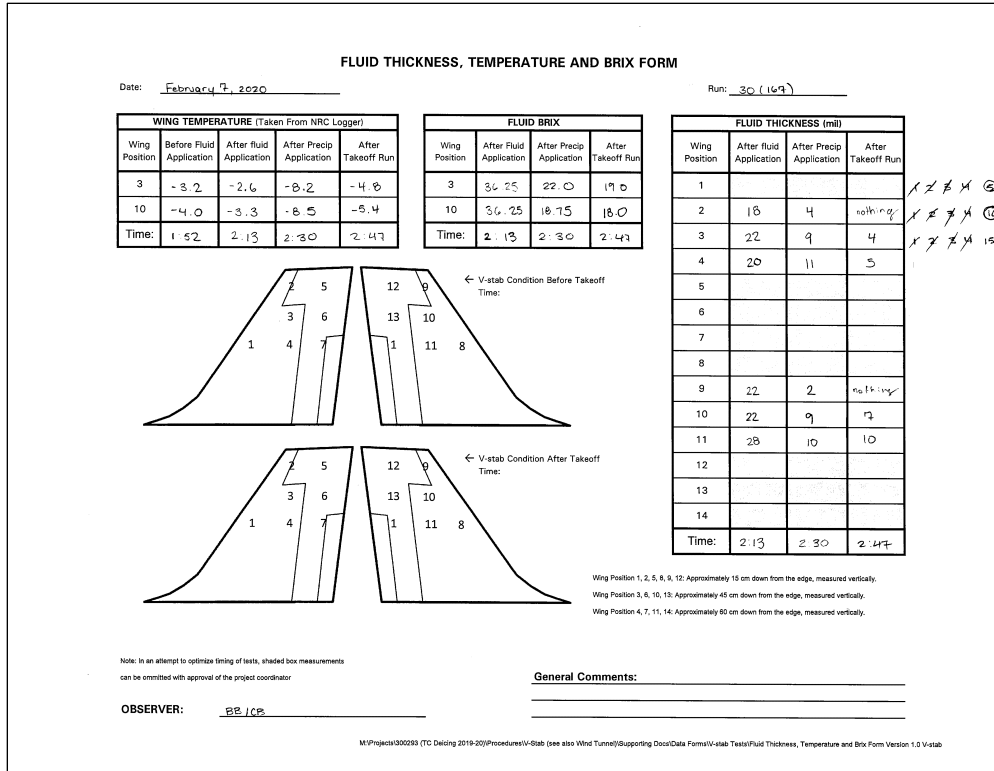 FLUID THICKNESS, TEMPERATURE AND BRIX FORM
Date: February 7, 2020
Run: 30 (167)
WING TEMPERATURE (Taken From NRC Logger)
Wing Position Before Fluid Application After fluid Application After Precip Application After Takeoff Run
3 -3.2 -2.6 -8.2 -4.8
10 -4.0 -3.3 -8.5 -5.4
Time: 1:52 2:13 2:30 2:47
FLUID BRIX
Wing Position After Fluid Application After Precip Application After Takeoff Run
3 36.25 22.0 19.0
10 36.25 18.75 18.0
Time: 2:13 2:30 2:47
FLUID THICKNESS (mil)
Wing Position After fluid Application After Precip Application After Takeoff Run
1
2 18 4 nothing
3 22 9 4
4 20 11 5
5
6
7
8
9 22 2 nothing
10 22 9 7
11 28 10 10
12
13
14
Time: 2:13 2:30 2:47
1 2 3 4
1 2 3 4
1 2 3 4 15
← V-stab Condition Before Takeoff
Time:
2 5 12 9
3 6 13 10
1 4 7 1 11 8
← V-stab Condition After Takeoff
Time:
2 5 12 9
3 6 13 10
1 4 7 1 11 8
Wing Position 1, 2, 5, 8, 9, 12: Approximately 15 cm down from the edge, measured vertically.
Wing Position 3, 6, 10, 13: Approximately 45 cm down from the edge, measured vertically.
Wing Position 4, 7, 11, 14: Approximately 60 cm down from the edge, measured vertically.
Note: In an attempt to optimize timing of tests, shaded box measurements
can be ommitted with approval of the project coordinator
General Comments:
OBSERVER: BB / CB
M:\Projects\300293 (TC Deicing 2019-20)\Procedures\V-Stab (see also Wind Tunnel)\Supporting Docs\Data Forms\V-stab Tests\Fluid Thickness, Temperature and Brix Form Version 1.0 V-stab